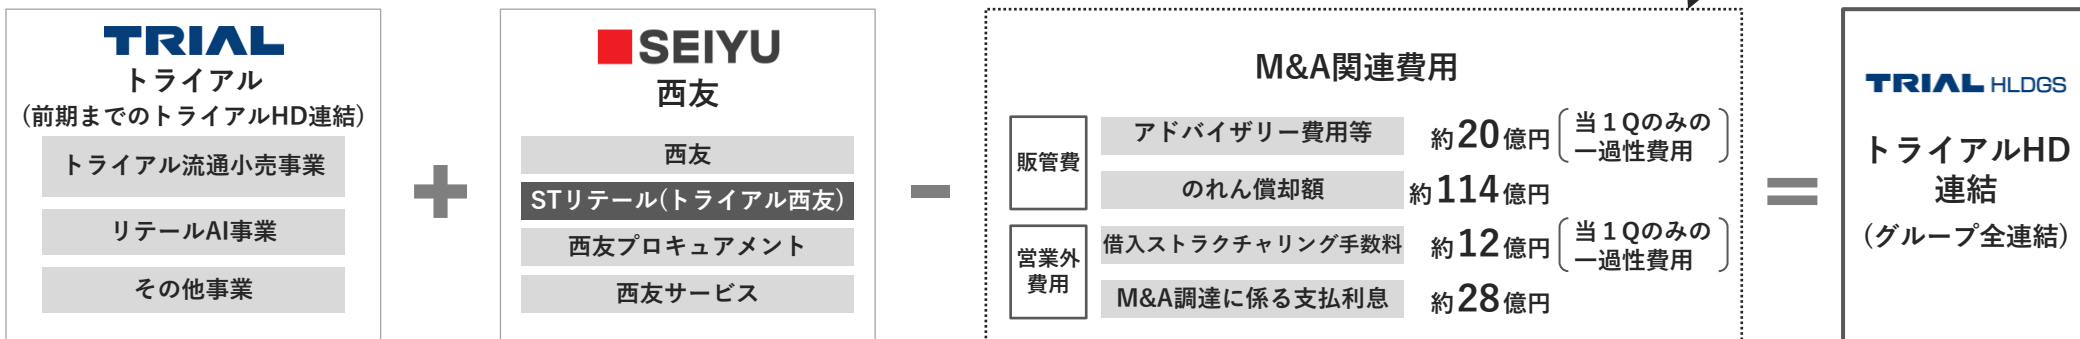 TRIAL
トライアル
(前期までのトライアルHD連結)
トライアル流通小売事業
リテールAI事業
その他事業
+
SEIYU
西友
西友
STリテール(トライアル西友)
西友プロキュアメント
西友サービス
-
M&A関連費用
販管費
アドバイザリー費用等 約20億円 (当1Qのみの
一過性費用)
のれん償却額 約114億円
営業外
費用
借入ストラクチャリング手数料 約12億円 (当1Qのみの
一過性費用)
M&A調達に係る支払利息 約28億円
=
TRIAL HLDGS
トライアルHD
連結
(グループ全連結)